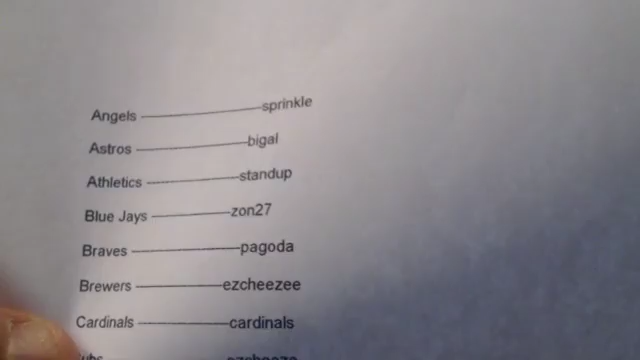 Angels —————sprinkle
Astros —————bigal
Athletics —————standup
Blue Jays —————zon27
Braves —————pagoda
Brewers —————ezcheezee
Cardinals —————cardinals